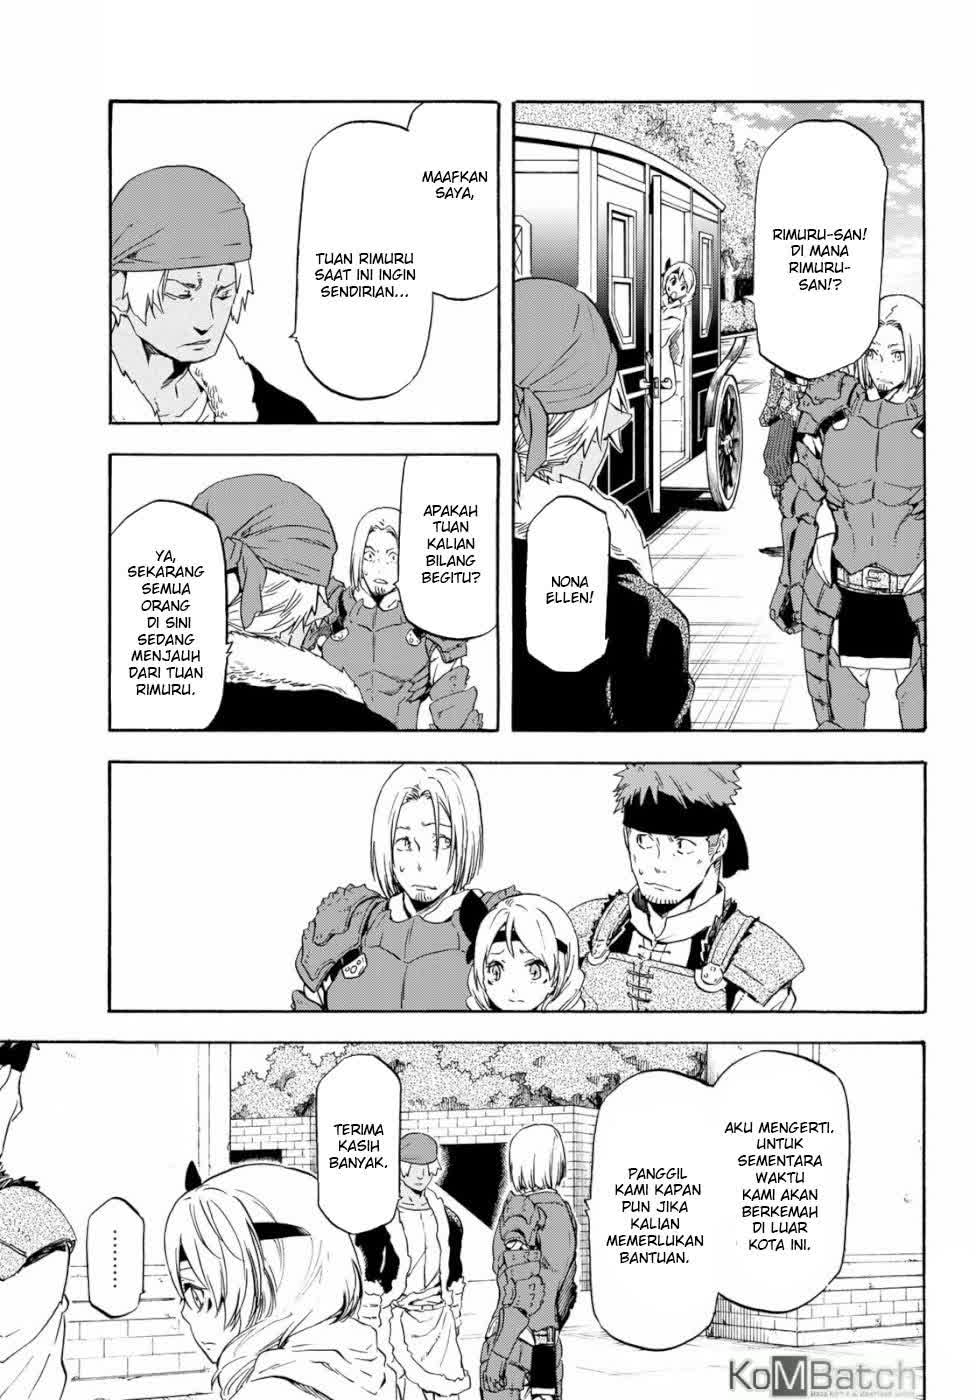 RIMURU-SAN!
DI MANA
RIMURU-
SAN!?
NONA
ELLEN!
MAAFKAN
SAYA,
TUAN RIMURU
SAAT INI INGIN
SENDIRIAN...
APAKAH
TUAN
KALIAN
BILANG
BEGITU?
YA,
SEKARANG
SEMUA
ORANG
DI SINI
SEDANG
MENJAUH
DARI TUAN
RIMURU.
AKU MENGERTI.
UNTUK
SEMENTARA
WAKTU
KAMI AKAN
BERKEMAH
DI LUAR
KOTA INI.
PANGGIL
KAMI KAPAN
PUN JIKA
KALIAN
MEMERLUKAN
BANTUAN.
TERIMA
KASIH
BANYAK.
.........
KoMBatch